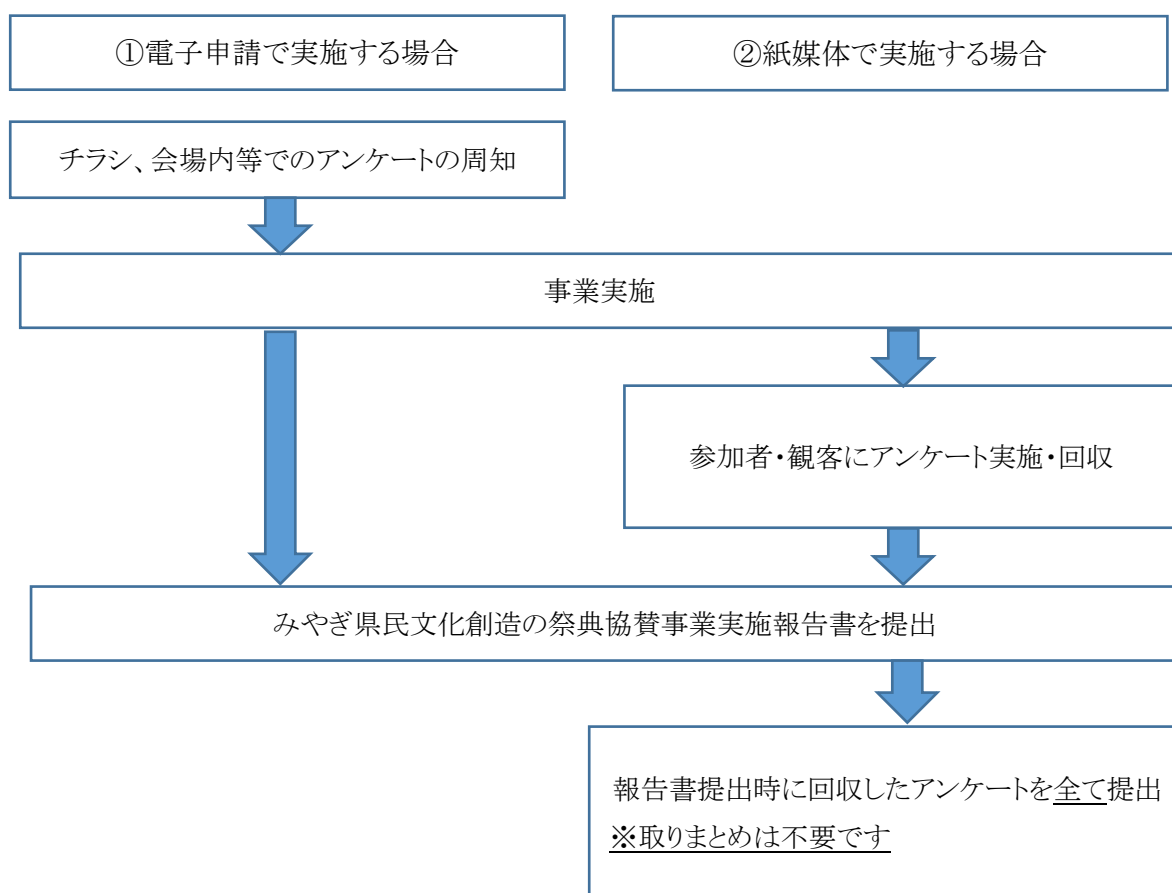 ①電子申請で実施する場合
②紙媒体で実施する場合
チラシ、会場内等でのアンケートの周知
事業実施
参加者・観客にアンケート実施・回収
みやぎ県民文化創造の祭典協賛事業実施報告書を提出
報告書提出時に回収したアンケートを全て提出
※取りまとめは不要です